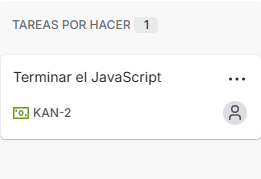 TAREAS POR HACER 1
Terminar el JavaScript
KAN-2